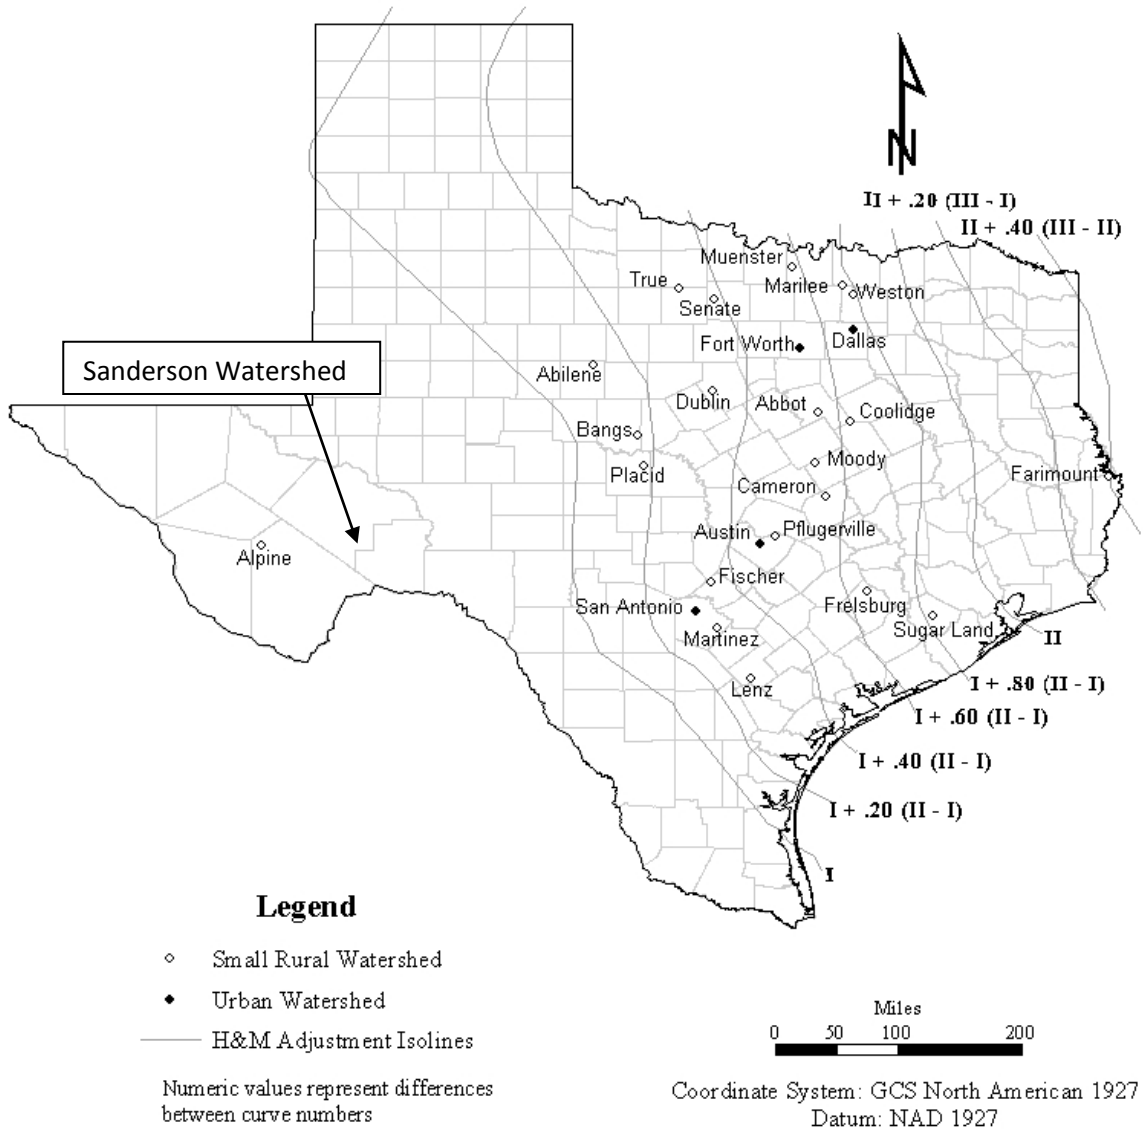 N
II + .20 (III - I)
II + .40 (III - II)
Muenster
True
Marilee
Weston
Senate
Fort Worth
Dallas
Sanderson Watershed
Abilene
Dublin
Abbot
Coolidge
Bangs
Placid
Moody
Farimount
Cameron
Austin
Pflugerville
Alpine
Fischer
San Antonio
Frelsburg
Martinez
Sugar Land
II
Lenz
I + .80 (II - I)
I + .60 (II - I)
I + .40 (II - I)
I + .20 (II - I)
I
Legend
Small Rural Watershed
Urban Watershed
H&M Adjustment Isolines
Numeric values represent differences
between curve numbers
Miles
0 50 100 200
Coordinate System: GCS North American 1927
Datum: NAD 1927